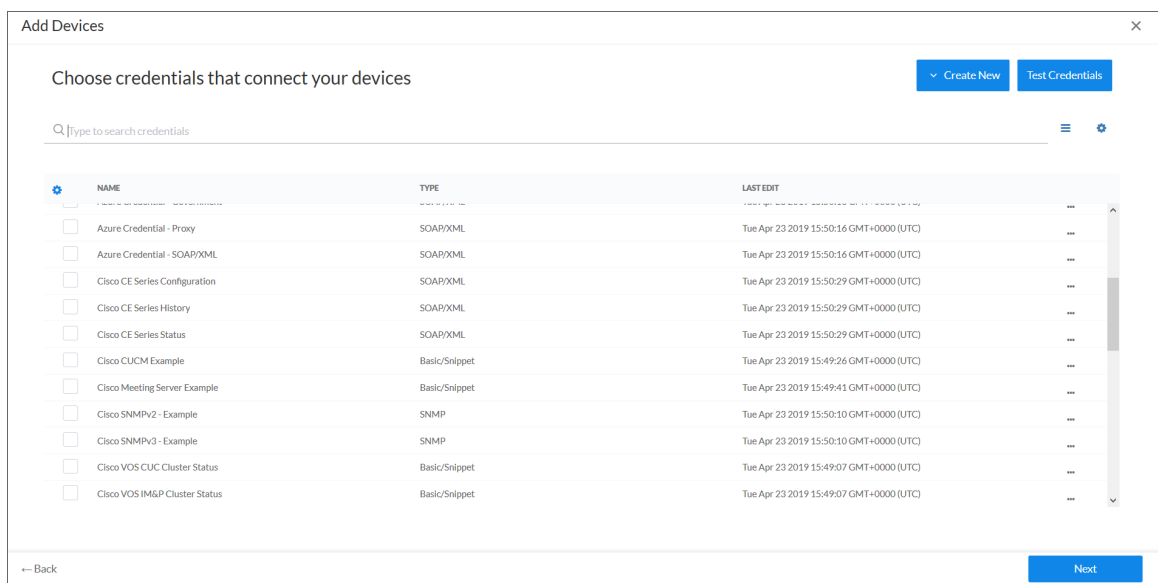 Add Devices
Choose credentials that connect your devices
Create New
Test Credentials
Type to search credentials
NAME TYPE LAST EDIT
Azure Credential - Proxy SOAP/XML Tue Apr 23 2019 15:50:16 GMT+0000 (UTC) ...
Azure Credential - SOAP/XML SOAP/XML Tue Apr 23 2019 15:50:16 GMT+0000 (UTC) ...
Cisco CE Series Configuration SOAP/XML Tue Apr 23 2019 15:50:29 GMT+0000 (UTC) ...
Cisco CE Series History SOAP/XML Tue Apr 23 2019 15:50:29 GMT+0000 (UTC) ...
Cisco CE Series Status SOAP/XML Tue Apr 23 2019 15:50:29 GMT+0000 (UTC) ...
Cisco CUCM Example Basic/Snippet Tue Apr 23 2019 15:49:26 GMT+0000 (UTC) ...
Cisco Meeting Server Example Basic/Snippet Tue Apr 23 2019 15:49:41 GMT+0000 (UTC) ...
Cisco SNMPv2 - Example SNMP Tue Apr 23 2019 15:50:10 GMT+0000 (UTC) ...
Cisco SNMPv3 - Example SNMP Tue Apr 23 2019 15:50:10 GMT+0000 (UTC) ...
Cisco VOS CUC Cluster Status Basic/Snippet Tue Apr 23 2019 15:49:07 GMT+0000 (UTC) ...
Cisco VOS IM&P Cluster Status Basic/Snippet Tue Apr 23 2019 15:49:07 GMT+0000 (UTC) ...
←Back
Next